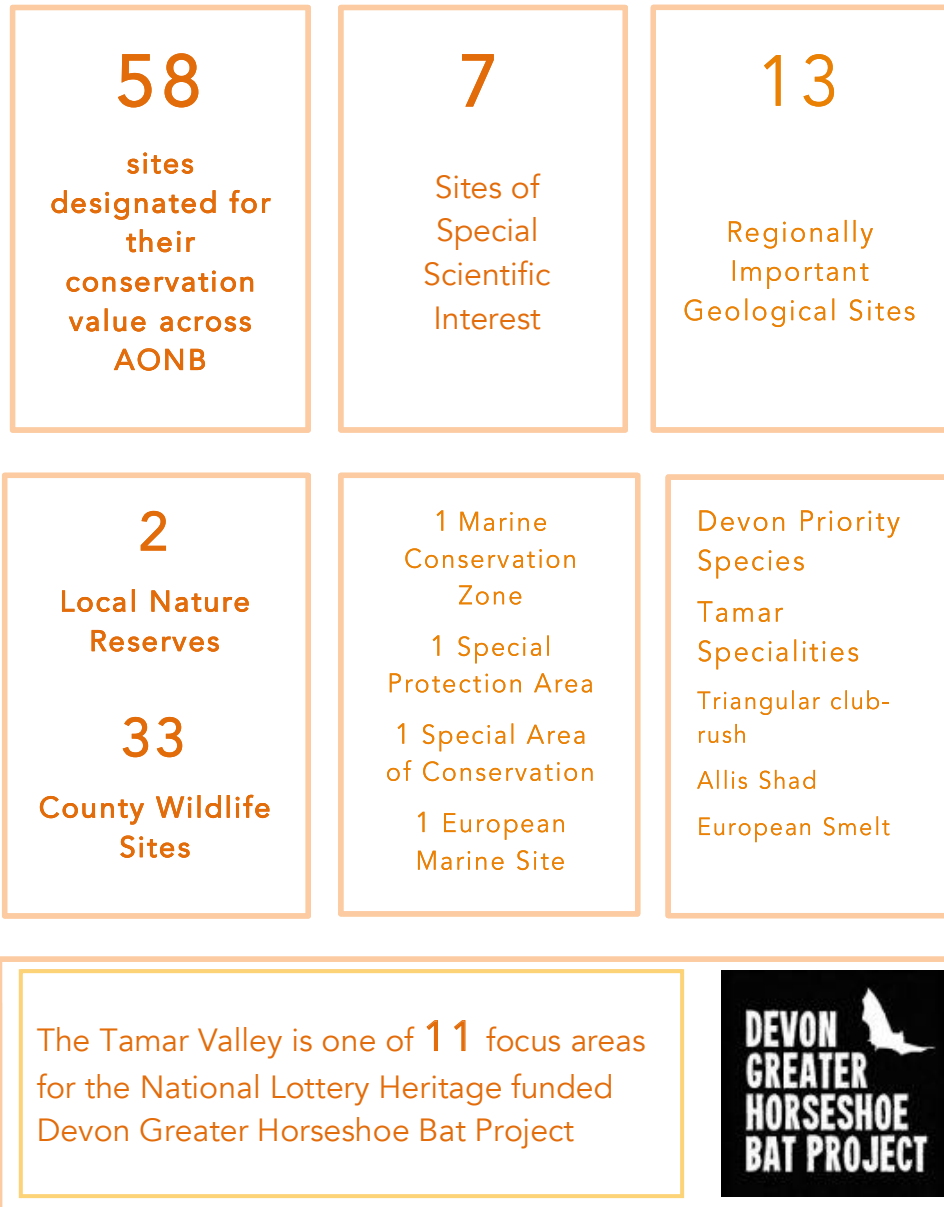 58
sites
designated for
their
conservation
value across
AONB
7
Sites of
Special
Scientific
Interest
13
Regionally
Important
Geological Sites
2
Local Nature
Reserves
33
County Wildlife
Sites
1 Marine
Conservation
Zone
1 Special
Protection Area
1 Special Area
of Conservation
1 European
Marine Site
Devon Priority
Species
Tamar
Specialities
Triangular club-
rush
Allis Shad
European Smelt
The Tamar Valley is one of 11 focus areas
for the National Lottery Heritage funded
Devon Greater Horseshoe Bat Project
DEVON
GREATER
HORSESHOE
BAT PROJECT